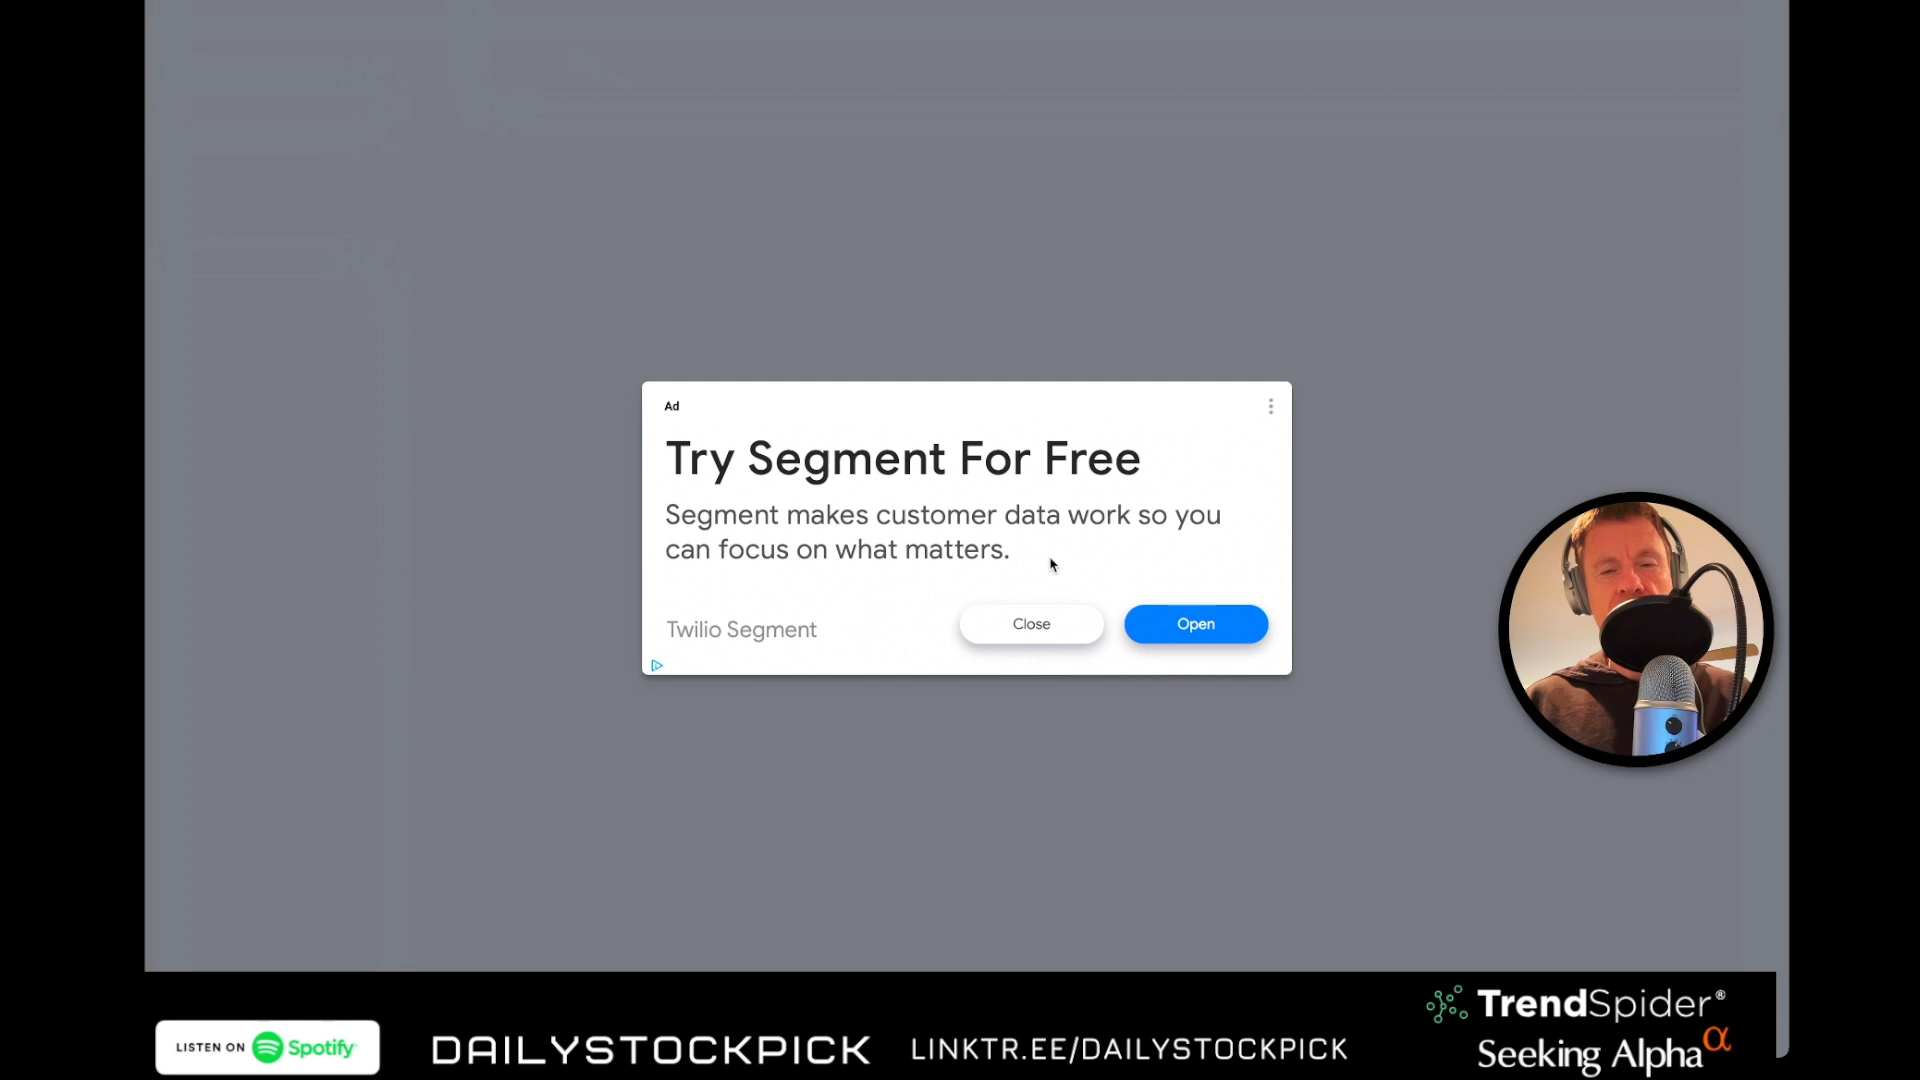 Ad
Try Segment For Free
Segment makes customer data work so you
can focus on what matters.
Twilio Segment
Close
Open
LISTEN ON Spotify
DAILYSTOCKPICK
LINKTR.EE/DAILYSTOCKPICK
TrendSpider®
Seeking Alpha α